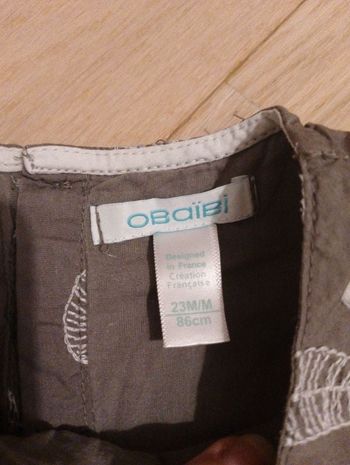 OBaïBi
Designed
in France
Création
Française
23M/M
86cm